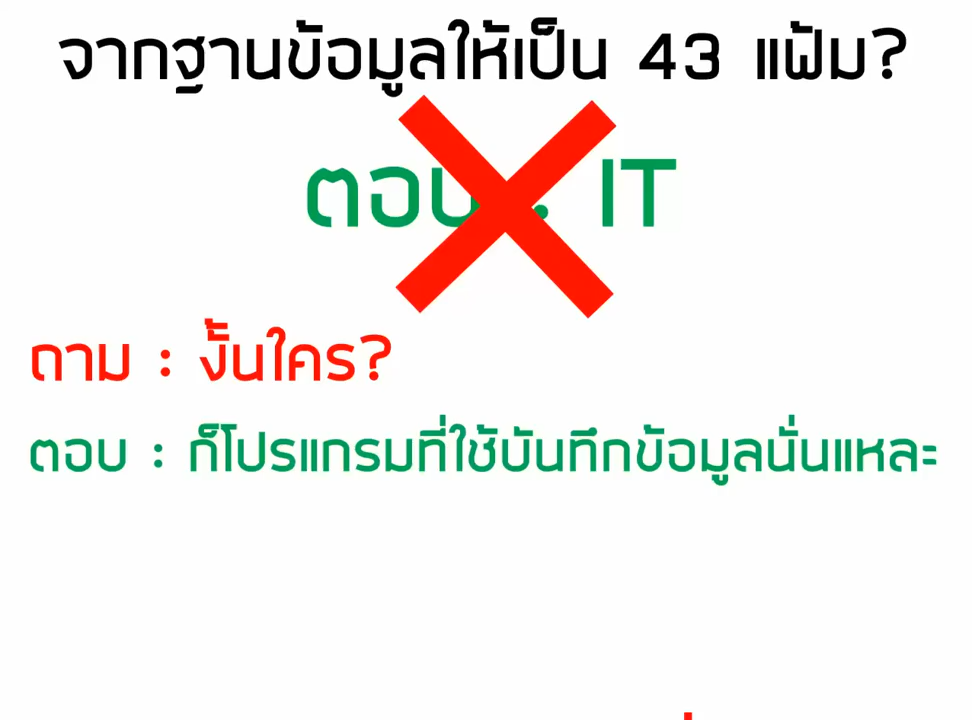 จากฐานข้อมูลให้เป็น 43 แฟ้ม?
ตอบ : IT
ถาม : งั้นใคร?
ตอบ : ก็โปรแกรมที่ใช้บันทึกข้อมูลนั่นแหละ